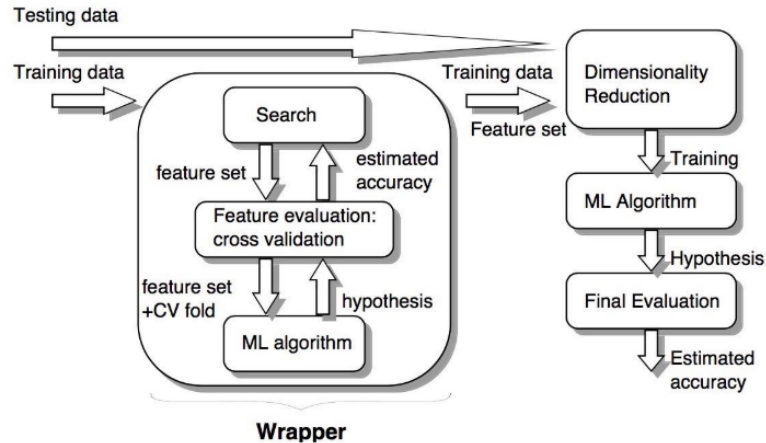 Testing data
Training data
Search
feature set
estimated
accuracy
Feature evaluation:
cross validation
feature set
+CV fold
hypothesis
ML algorithm
Wrapper
Training data
Feature set
Dimensionality
Reduction
Training
ML Algorithm
Hypothesis
Final Evaluation
Estimated
accuracy